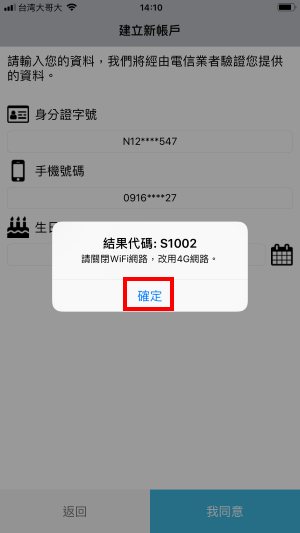 台灣大哥大 14:10
建立新帳戶
請輸入您的資料，我們將經由電信業者驗證您提供
的資料。
身分證字號
N12****547
手機號碼
0916****27
生日
結果代碼: S1002
請關閉WiFi網路，改用4G網路。
確定
返回 我同意